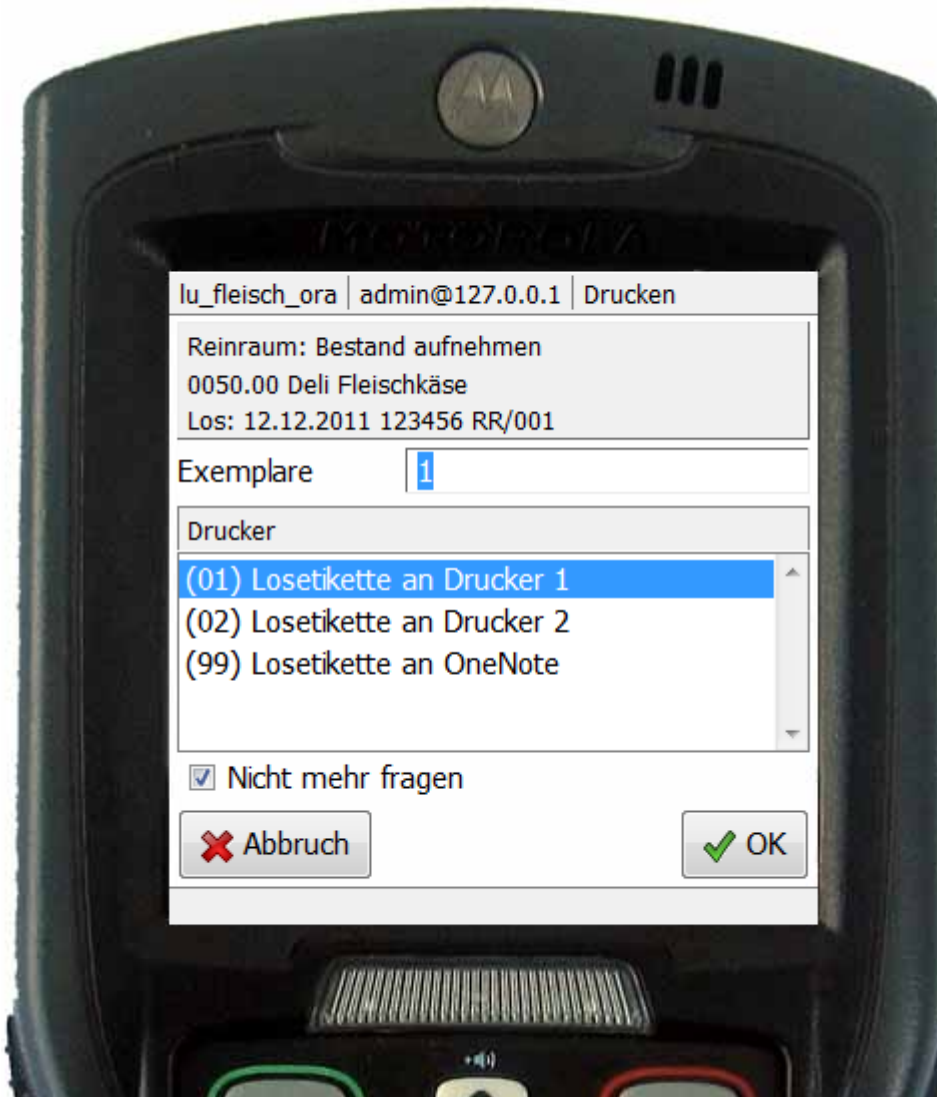 MOTOROLA
lu_fleisch_ora admin@127.0.0.1 Drucken
Reinraum: Bestand aufnehmen
0050.00 Deli Fleischkäse
Los: 12.12.2011 123456 RR/001
Exemplare 1
Drucker
(01) Losetikette an Drucker 1
(02) Losetikette an Drucker 2
(99) Losetikette an OneNote
Nicht mehr fragen
Abbruch OK